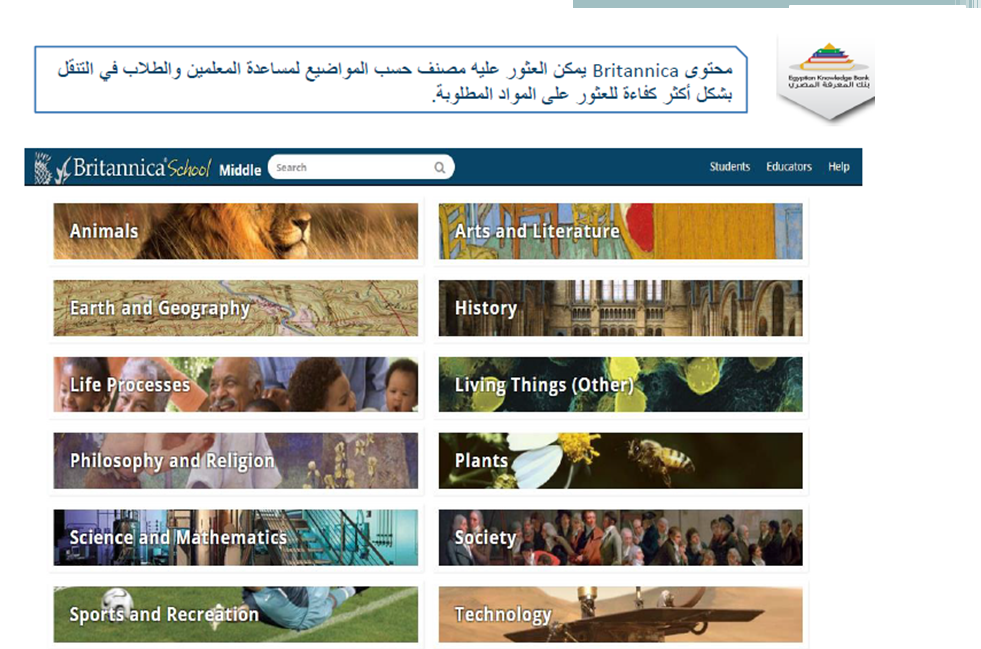 محتوى Britannica يمكن العثور عليه مصنف حسب المواضيع لمساعدة المعلمين والطلاب في التنقل
بشكل أكثر كفاءة للعثور على المواد المطلوبة.
Egyptian Knowledge Bank
بنك المعرفة المصري
Britannica School Middle Search Students Educators Help
Animals
Arts and Literature
Earth and Geography
History
Life Processes
Living Things (Other)
Philosophy and Religion
Plants
Science and Mathematics
Society
Sports and Recreation
Technology